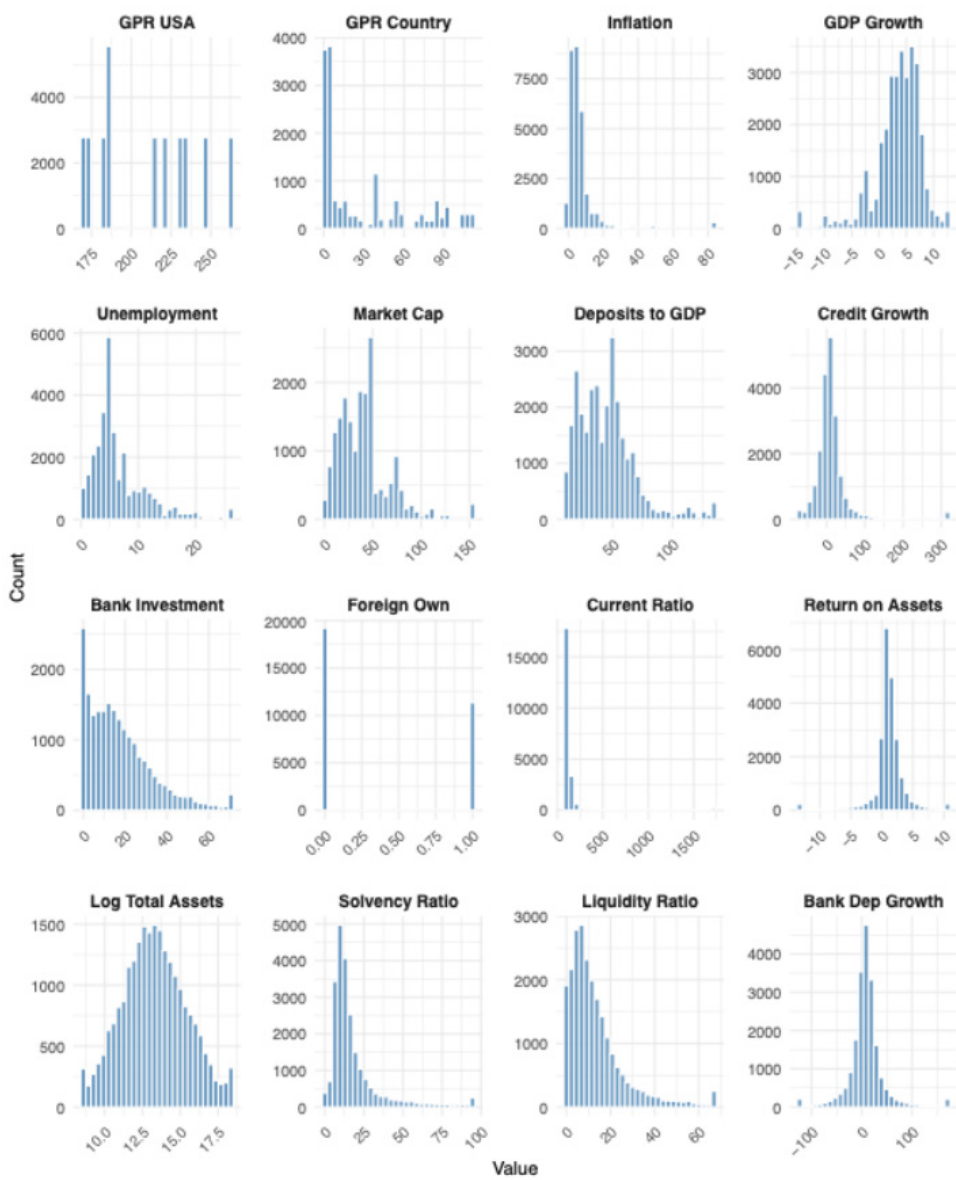 GPR USA GPR Country Inflation GDP Growth
4000
4000 3000 7500 3000
2000 5000 2000
2000 1000 2500 1000
0 0 0 0
175 200 225 250 0 30 60 90 0 20 40 60 80 −15 −10 −5 0 5 10
Unemployment Market Cap Deposits to GDP Credit Growth
6000
3000
4000 2000 2000 4000
2000 1000 1000 2000
0 0 0 0
0 10 20 0 50 100 150 50 100 0 100 200 300
Count
Bank Investment Foreign Own Current Ratio Return on Assets
20000
2000 15000 15000 6000
10000 10000 4000
1000 5000 5000 2000
0 0 0 0
0 20 40 60 0.00 0.25 0.50 0.75 1.00 0 500 1000 1500 −10 −5 0 5 10
Log Total Assets Solvency Ratio Liquidity Ratio Bank Dep Growth
1500 5000 3000
4000 4000
1000 3000 2000 3000
500 2000 1000 2000
1000 1000
0 0 0 0
10.0 12.5 15.0 17.5 0 25 50 75 100 0 20 40 60 −100 0 100
Value